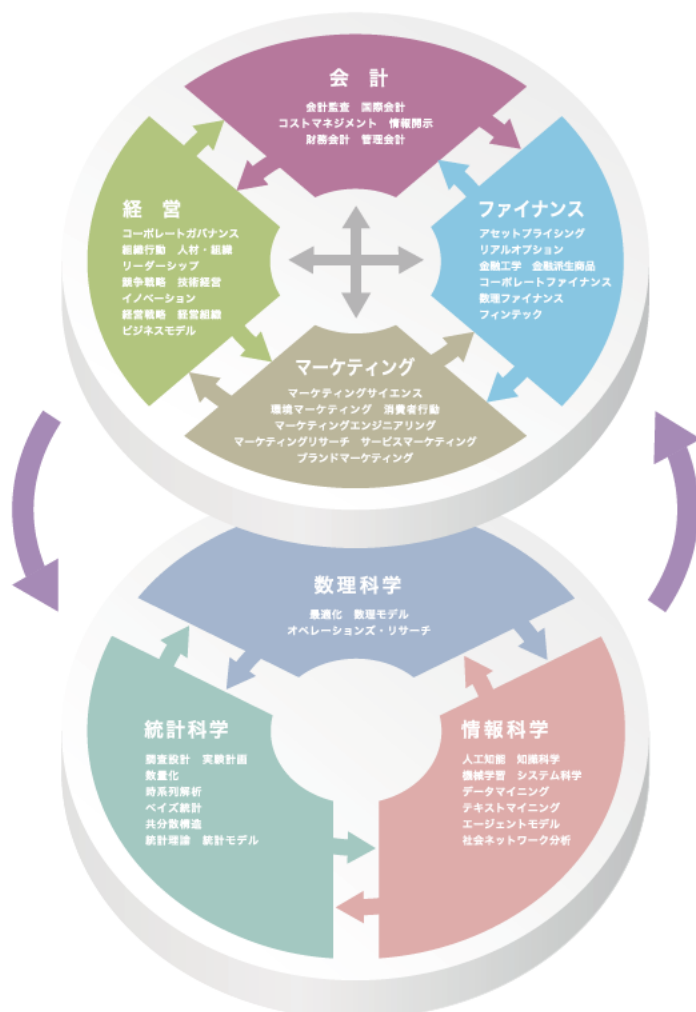 会 計
会計監査 国際会計
コストマネジメント 情報開示
財務会計 管理会計
経 営
コーポレートガバナンス
組織行動 人材・組織
リーダーシップ
競争戦略 技術経営
イノベーション
経営戦略 経営組織
ビジネスモデル
ファイナンス
アセットプライシング
リアルオプション
金融工学 金融派生商品
コーポレートファイナンス
数理ファイナンス
フィンテック
マーケティング
マーケティングサイエンス
環境マーケティング 消費者行動
マーケティングエンジニアリング
マーケティングリサーチ サービスマーケティング
ブランドマーケティング
数理科学
最適化 数理モデル
オペレーションズ・リサーチ
統計科学
調査設計 実験計画
数量化
時系列解析
ベイズ統計
共分散構造
統計理論 統計モデル
情報科学
人工知能 知識科学
機械学習 システム科学
データマイニング
テキストマイニング
エージェントモデル
社会ネットワーク分析